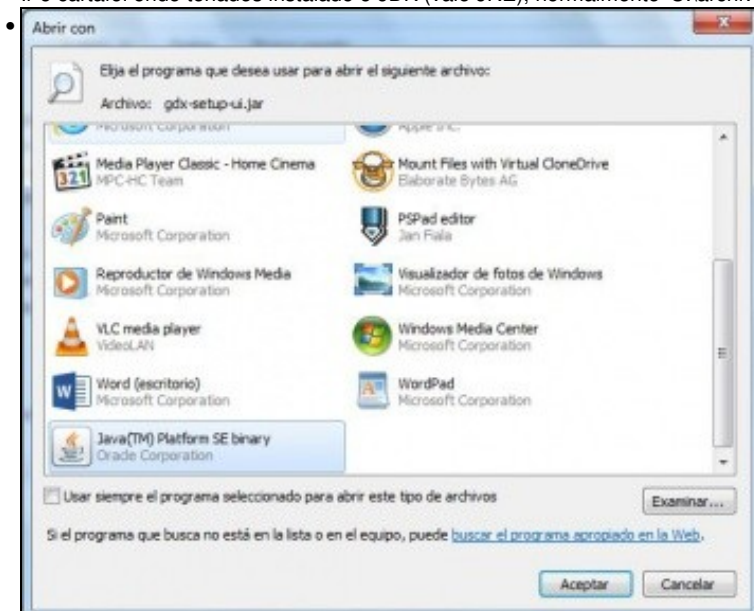 Abrir con
Elija el programa que desea usar para abrir el siguiente archivo:
Archivo: gdx-setup-ui.jar
Microsoft Corporation
Apple Inc.
Media Player Classic - Home Cinema
MPC-HC Team
Mount Files with Virtual CloneDrive
Elaborate Bytes AG
Paint
Microsoft Corporation
PSPad editor
Jan Fiala
Reproductor de Windows Media
Microsoft Corporation
Visualizador de fotos de Windows
Microsoft Corporation
VLC media player
VideoLAN
Windows Media Center
Microsoft Corporation
Word (escritorio)
Microsoft Corporation
WordPad
Microsoft Corporation
Java(TM) Platform SE binary
Oracle Corporation
Usar siempre el programa seleccionado para abrir este tipo de archivos
Examinar...
Si el programa que busca no está en la lista o en el equipo, puede buscar el programa apropiado en la Web.
Aceptar
Cancelar